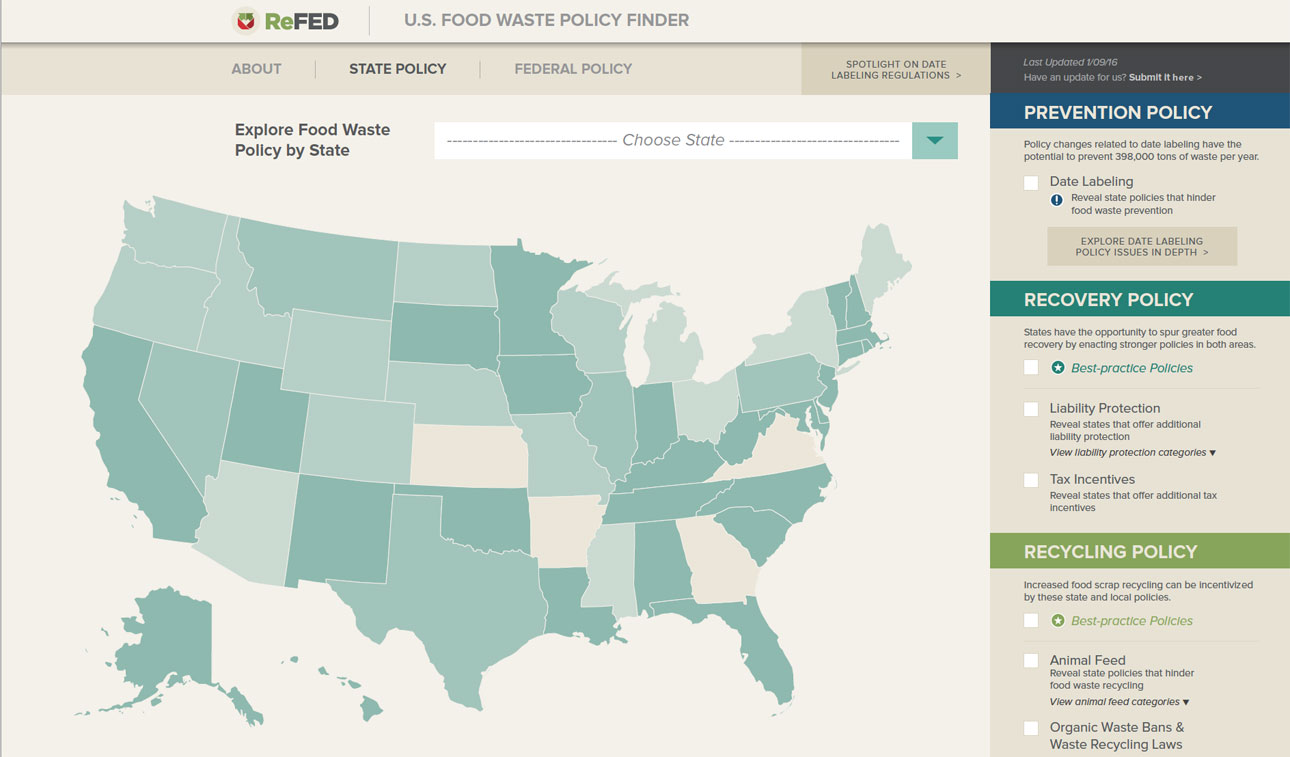 ReFED
U.S. FOOD WASTE POLICY FINDER
ABOUT
STATE POLICY
FEDERAL POLICY
SPOTLIGHT ON DATE
LABELING REGULATIONS >
Last Updated 1/09/16
Have an update for us? Submit it here >
Explore Food Waste
Policy by State
---------------------------- Choose State ----------------------------
PREVENTION POLICY
Policy changes related to date labeling have the
potential to prevent 398,000 tons of waste per year.
Date Labeling
Reveal state policies that hinder
food waste prevention
EXPLORE DATE LABELING
POLICY ISSUES IN DEPTH >
RECOVERY POLICY
States have the opportunity to spur greater food
recovery by enacting stronger policies in both areas.
Best-practice Policies
Liability Protection
Reveal states that offer additional
liability protection
View liability protection categories ▼
Tax Incentives
Reveal states that offer additional tax
incentives
RECYCLING POLICY
Increased food scrap recycling can be incentivized
by these state and local policies.
Best-practice Policies
Animal Feed
Reveal state policies that hinder
food waste recycling
View animal feed categories ▼
Organic Waste Bans &
Waste Recycling Laws